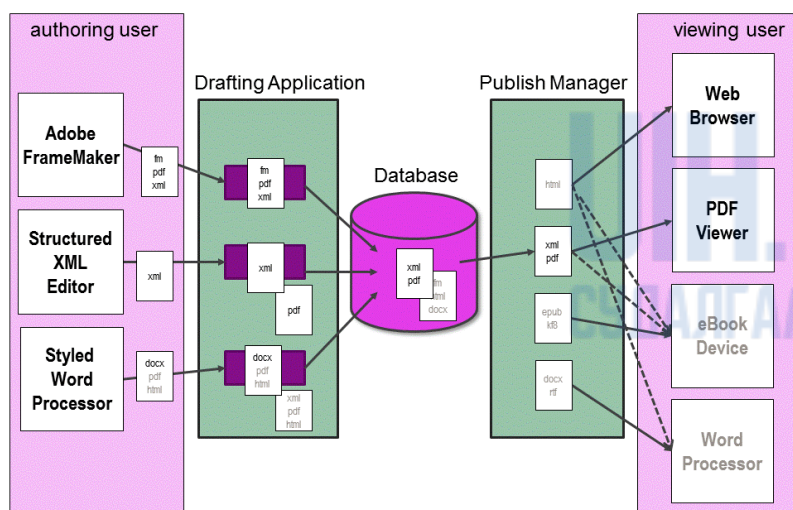 authoring user
Adobe
FrameMaker
Structured
XML
Editor
Styled
Word
Processor
fm
pdf
xml
xml
docx
pdf
html
Drafting Application
fm
pdf
xml
xml
pdf
docx
pdf
html
xml
pdf
html
Database
xml
pdf
fm
html
docx
Publish Manager
html
xml
pdf
epub
kf8
docx
rtf
viewing user
Web
Browser
PDF
Viewer
eBook
Device
Word
Processor